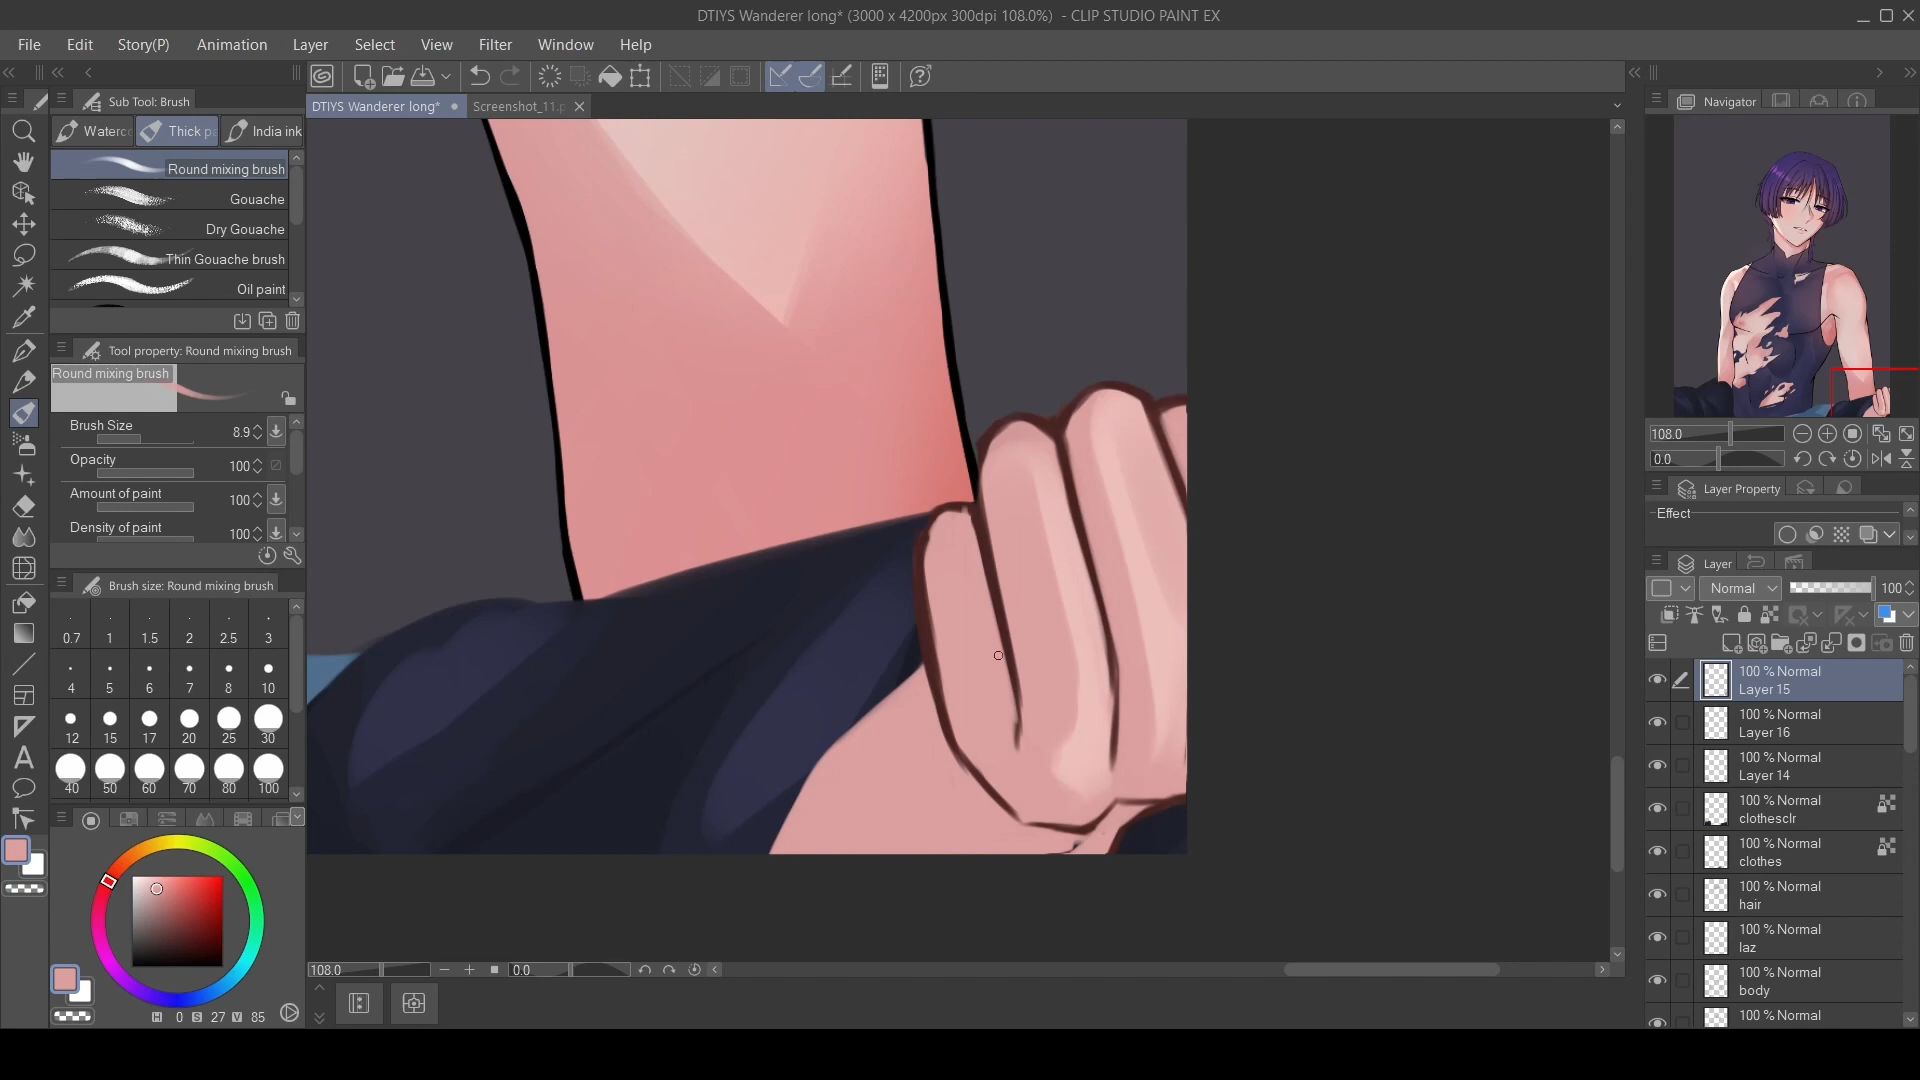 DTIYS Wanderer long* (3000 x 4200px 300dpi 108.0%) - CLIP STUDIO PAINT EX
File Edit Story(P) Animation Layer Select View Filter Window Help
Sub Tool: Brush
Thick
India ink
Round mixing brush
Gouache
Dry Gouache
Thin Gouache brush
Oil paint
Tool property: Round mixing brush
Round mixing brush
Brush Size 8.9
Opacity 100
Amount of paint 100
Density of paint 100
Brush size: Round mixing brush
0.7 1 1.5 2 2.5 3
4 5 6 7 8 10
12 15 17 20 25 30
40 50 60 70 80 100
H 0 S 27 V 85
DTIYS Wanderer long* Screenshot_11.p
108.0 0.0
Navigator
108.0
0.0
Layer Property
Effect
Layer
Normal 100
100 % Normal
Layer 15
100 % Normal
Layer 16
100 % Normal
Layer 14
100 % Normal
clothesclr
100 % Normal
clothes
100 % Normal
hair
100 % Normal
laz
100 % Normal
body
100 % Normal